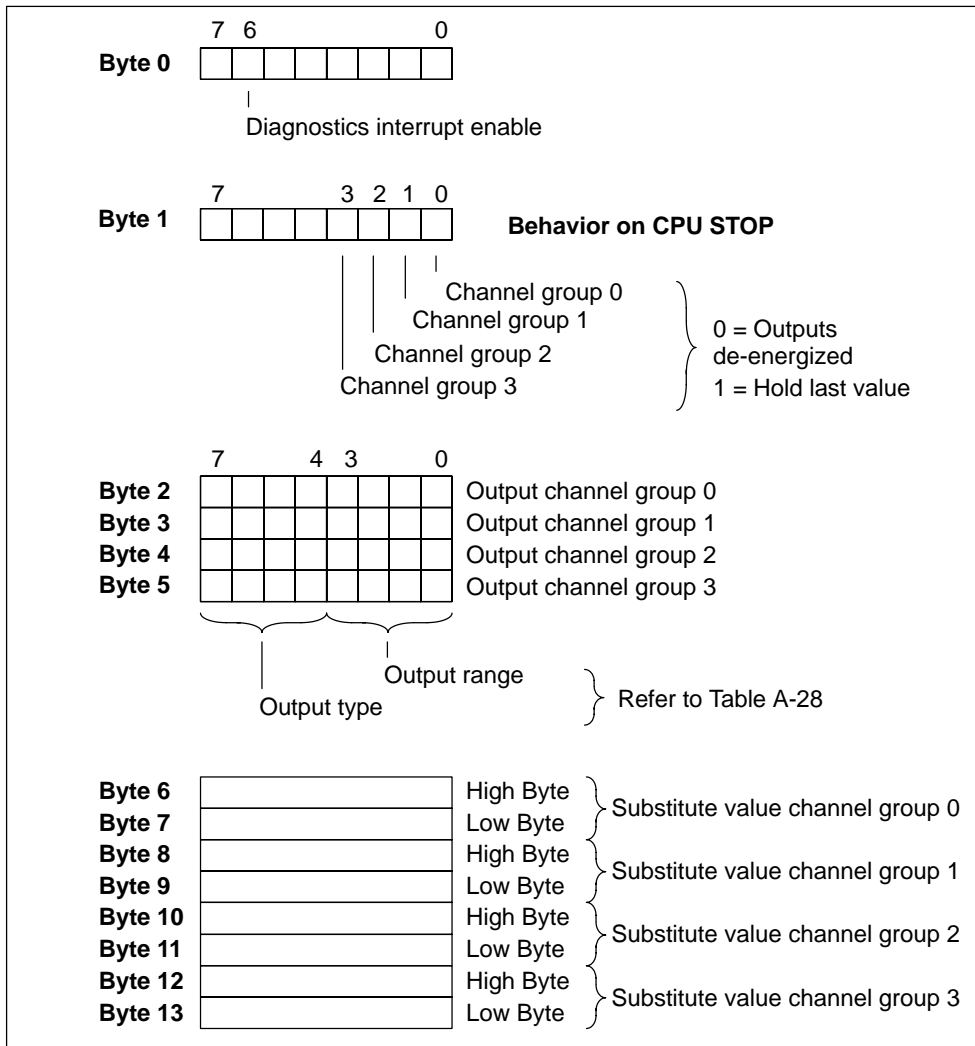 7 6 0
Byte 0
Diagnostics interrupt enable
7 3 2 1 0
Byte 1 Behavior on CPU STOP
Channel group 0
Channel group 1
Channel group 2
Channel group 3
0 = Outputs
de-energized
1 = Hold last value
7 4 3 0
Byte 2 Output channel group 0
Byte 3 Output channel group 1
Byte 4 Output channel group 2
Byte 5 Output channel group 3
Output range
Output type
Refer to Table A-28
Byte 6 High Byte
Substitute value channel group 0
Byte 7 Low Byte
Byte 8 High Byte
Substitute value channel group 1
Byte 9 Low Byte
Byte 10 High Byte
Substitute value channel group 2
Byte 11 Low Byte
Byte 12 High Byte
Substitute value channel group 3
Byte 13 Low Byte